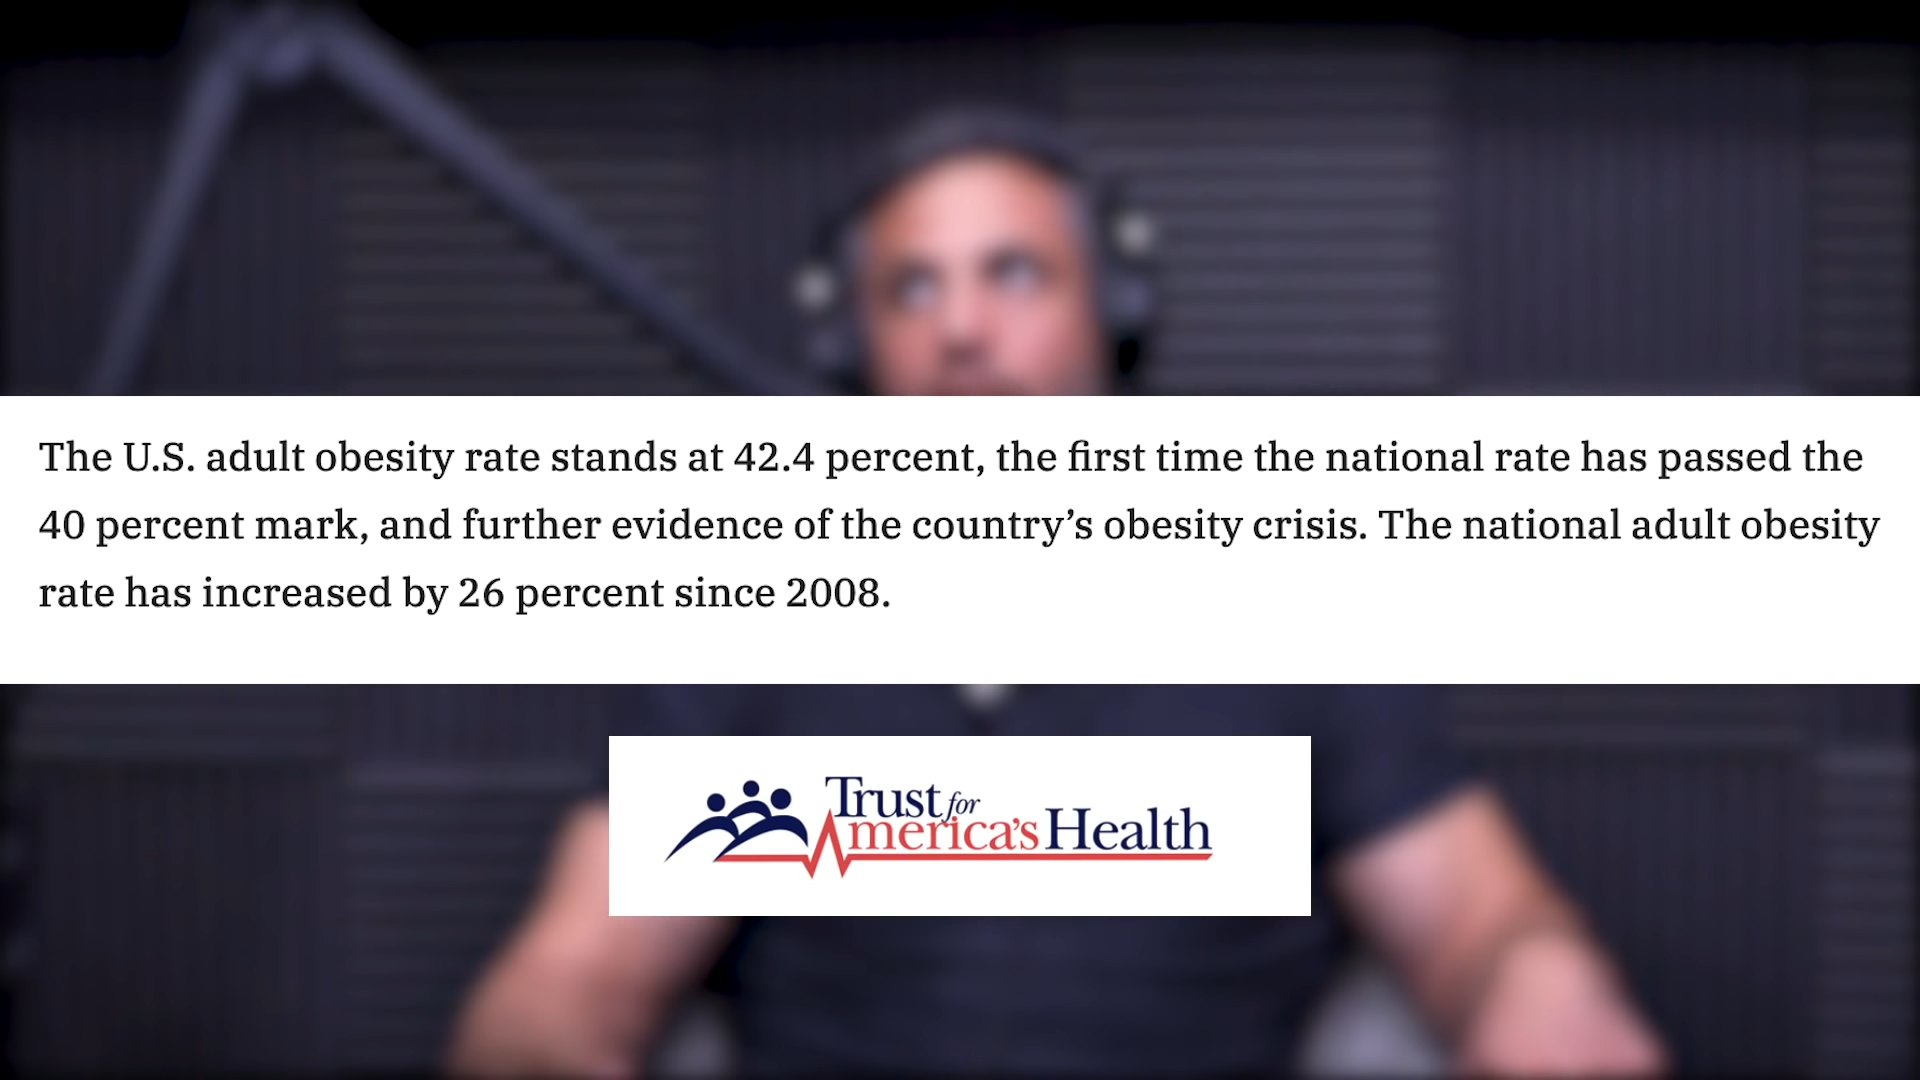 The U.S. adult obesity rate stands at 42.4 percent, the first time the national rate has passed the
40 percent mark, and further evidence of the country’s obesity crisis. The national adult obesity
rate has increased by 26 percent since 2008.
Trust for
America’s Health